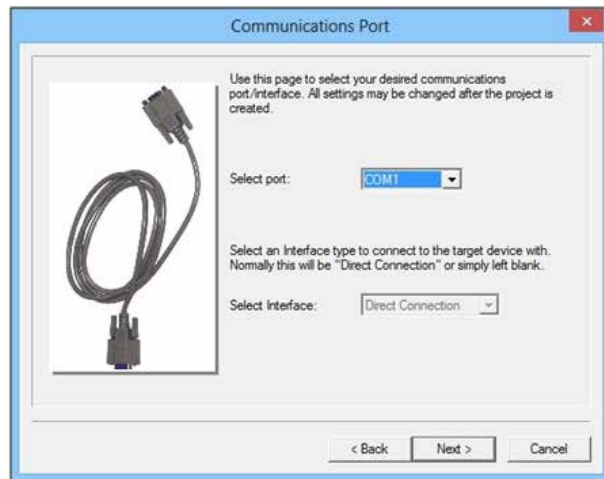 Communications Port
Use this page to select your desired communications
port/interface. All settings may be changed after the project is
created.
Select port:
COM1
Select an Interface type to connect to the target device with.
Normally this will be "Direct Connection" or simply left blank.
Select Interface:
Direct Connection
< Back
Next >
Cancel